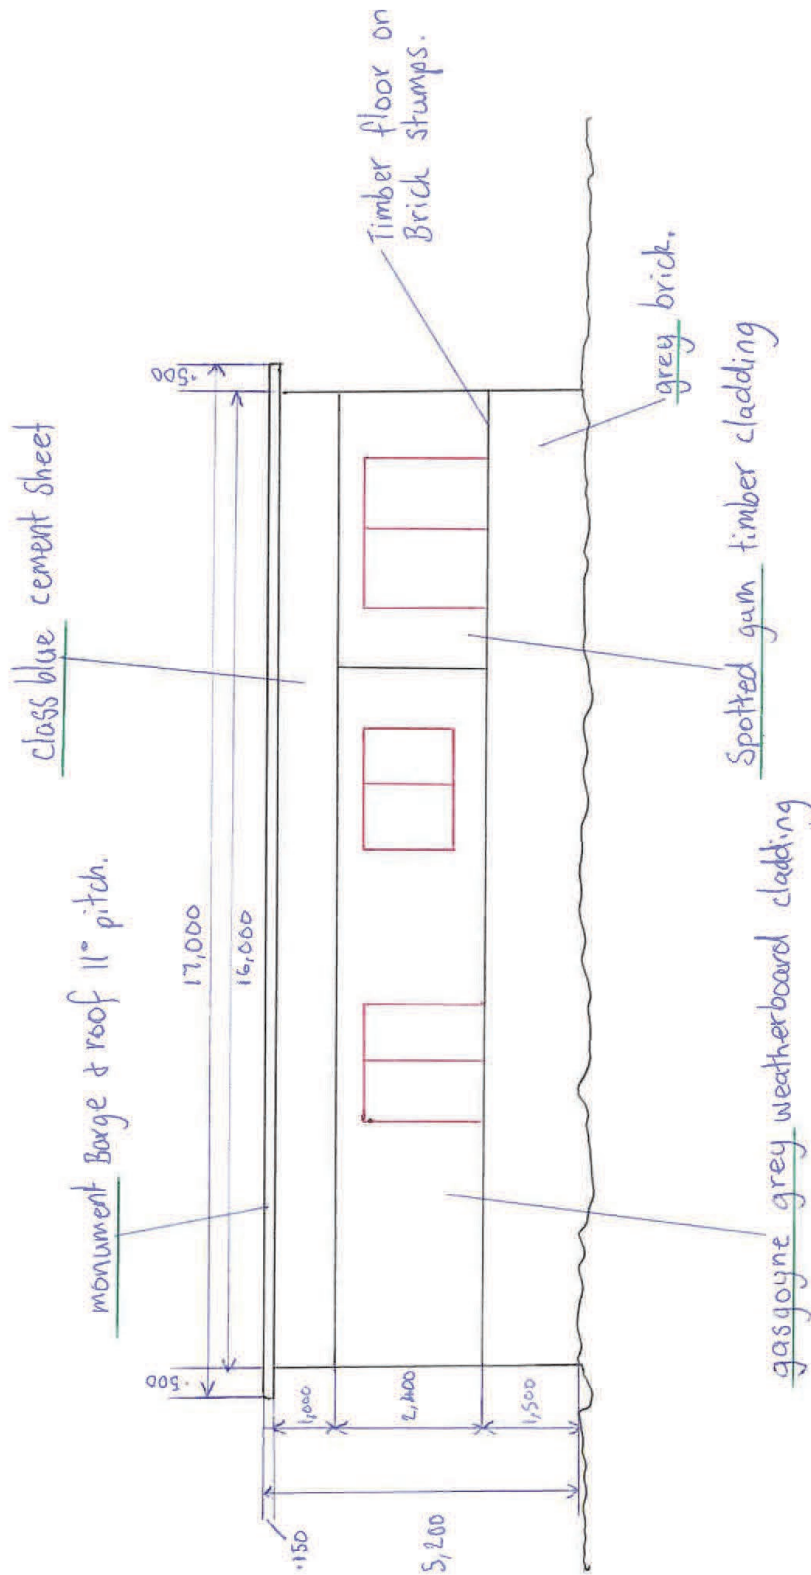 class blue cement sheet
monument Barge & roof 11° pitch.
17,000
.500
.500
16,000
.150
1,000
2,400
5,200
1,500
Timber floor on
Brick stumps.
grey brick.
Spotted gum timber cladding
gasgoyne grey weatherboard cladding